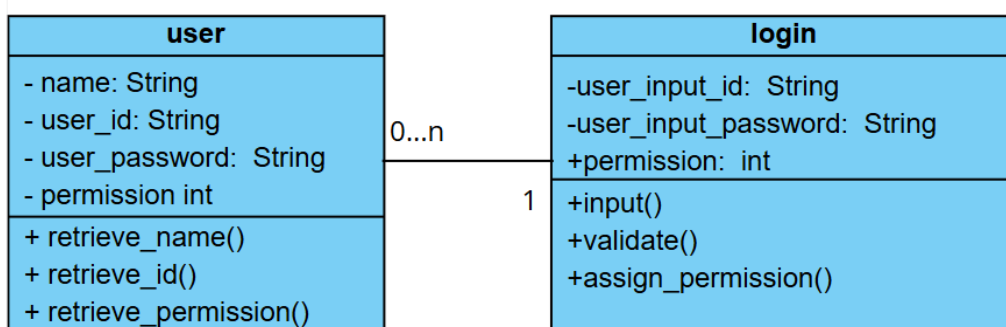 user
- name: String
- user_id: String
- user_password:  String
- permission int
+ retrieve_name()
+ retrieve_id()
+ retrieve_permission()
0...n
1
login
-user_input_id:  String
-user_input_password:  String
+permission:  int
+input()
+validate()
+assign_permission()